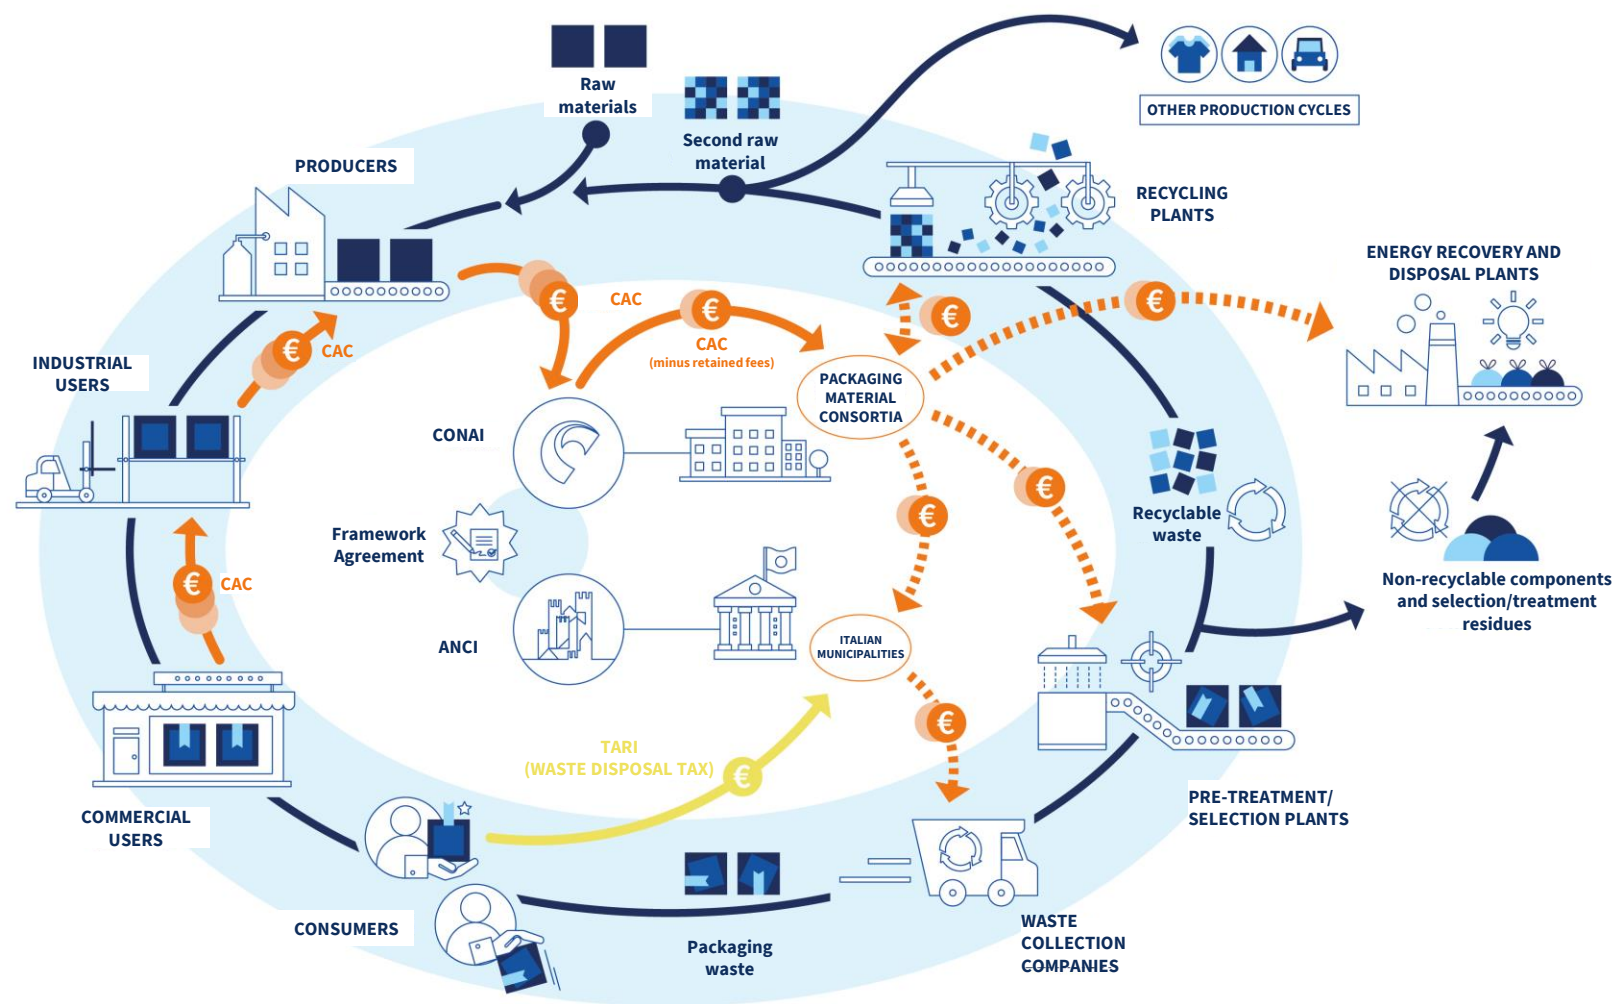 Raw
materials
Second raw
material
OTHER PRODUCTION CYCLES
PRODUCERS
RECYCLING
PLANTS
ENERGY RECOVERY AND
DISPOSAL PLANTS
€
CAC
€
CAC
(minus retained fees)
€
€
€
CAC
INDUSTRIAL
USERS
PACKAGING
MATERIAL
CONSORTIA
CONAI
€
€
Recyclable
waste
Framework
Agreement
Non-recyclable components
and selection/treatment
residues
€
CAC
ANCI
ITALIAN
MUNICIPALITIES
€
TARI
(WASTE DISPOSAL TAX)
€
COMMERCIAL
USERS
PRE-TREATMENT/
SELECTION PLANTS
CONSUMERS
Packaging
waste
WASTE
COLLECTION
COMPANIES